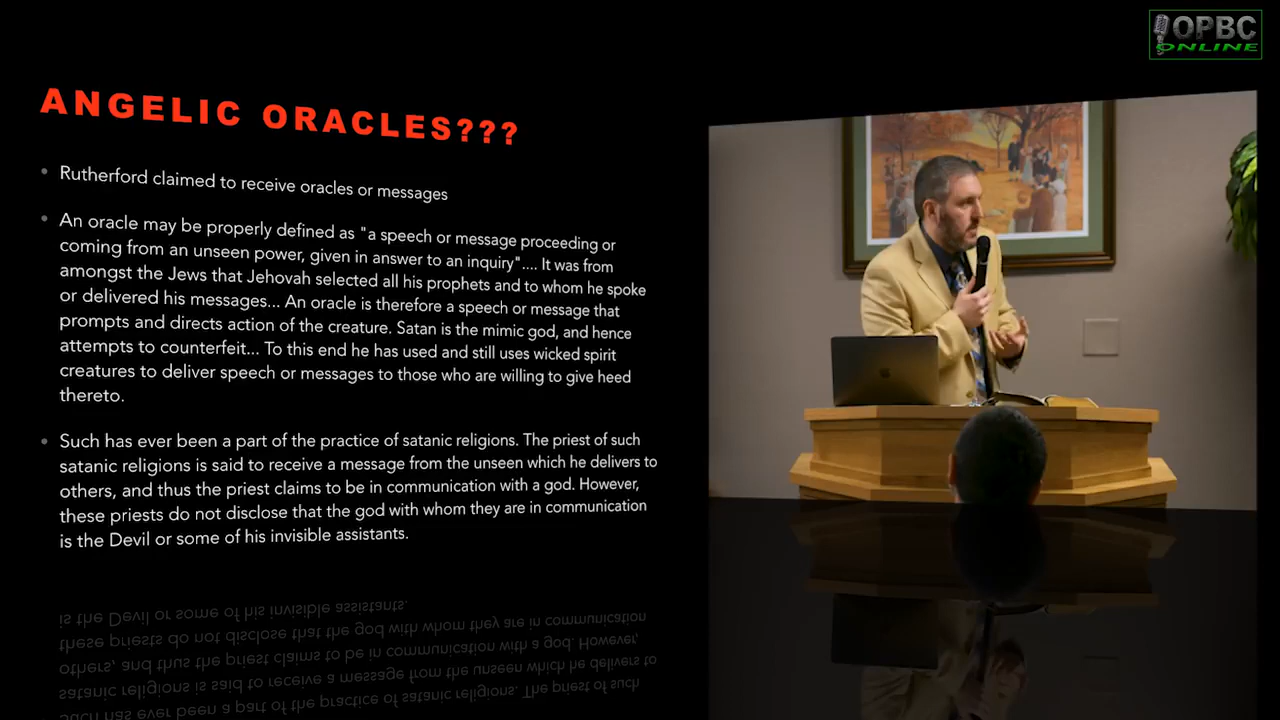 OPBC
ONLINE
ANGELIC ORACLES???
• Rutherford claimed to receive oracles or messages
• An oracle may be properly defined as "a speech or message proceeding or
coming from an unseen power, given in answer to an inquiry".... It was from
amongst the Jews that Jehovah selected all his prophets and to whom he spoke
or delivered his messages... An oracle is therefore a speech or message that
prompts and directs action of the creature. Satan is the mimic god, and hence
attempts to counterfeit... To this end he has used and still uses wicked spirit
creatures to deliver speech or messages to those who are willing to give heed
thereto.
• Such has ever been a part of the practice of satanic religions. The priest of such
satanic religions is said to receive a message from the unseen which he delivers to
others, and thus the priest claims to be in communication with a god. However,
these priests do not disclose that the god with whom they are in communication
is the Devil or some of his invisible assistants.